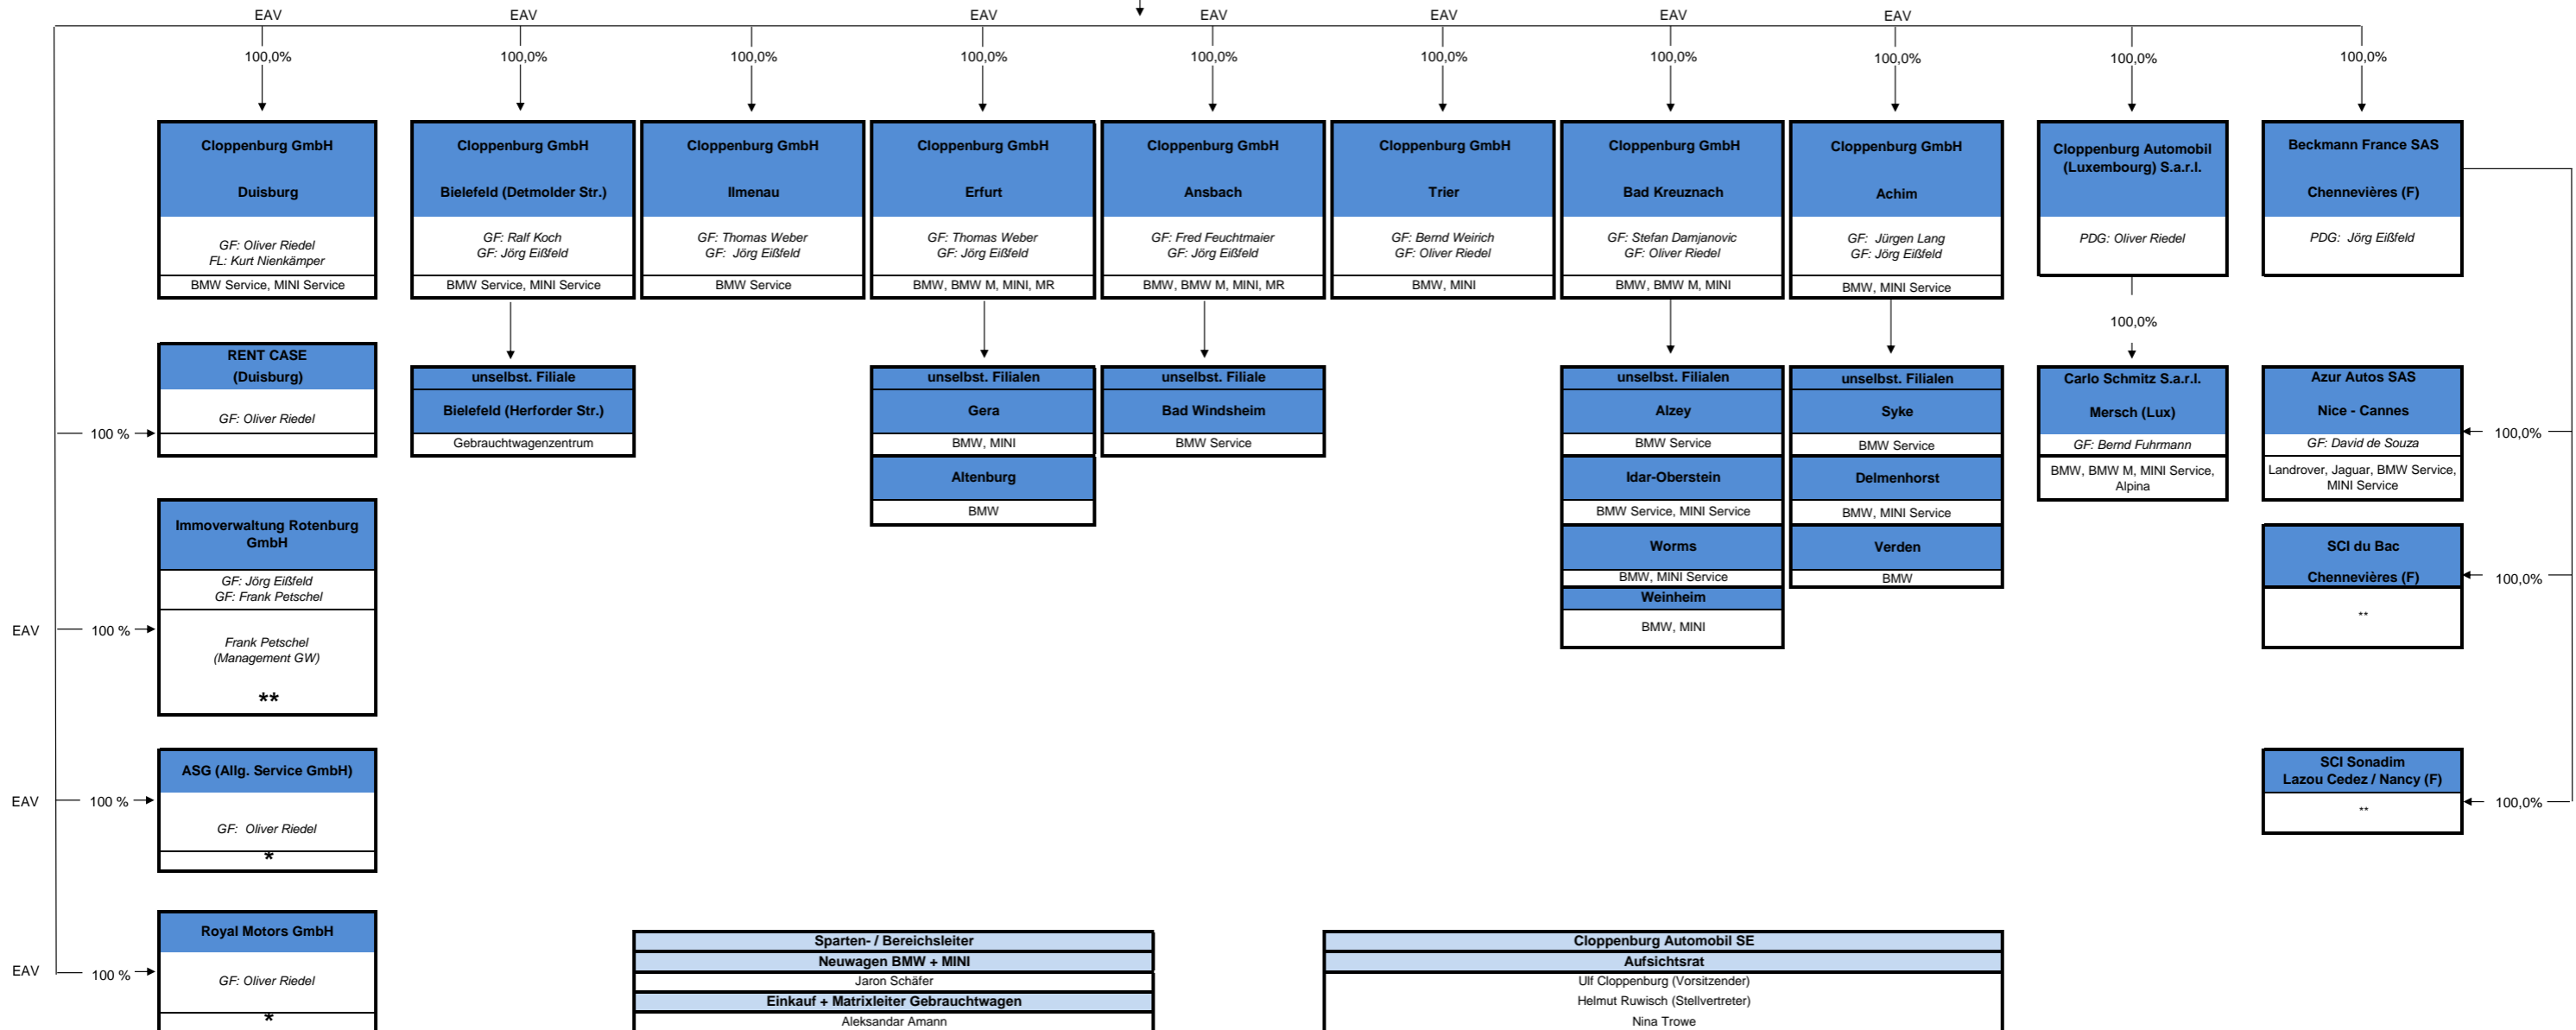 EAV EAV EAV EAV EAV EAV EAV
100,0% 100,0% 100,0% 100,0% 100,0% 100,0% 100,0% 100,0% 100,0% 100,0%
Cloppenburg GmbH
Duisburg
GF: Oliver Riedel
FL: Kurt Nienkämper
BMW Service, MINI Service
Cloppenburg GmbH
Bielefeld (Detmolder Str.)
GF: Ralf Koch
GF: Jörg Eißfeld
BMW Service, MINI Service
Cloppenburg GmbH
Ilmenau
GF: Thomas Weber
GF: Jörg Eißfeld
BMW Service
Cloppenburg GmbH
Erfurt
GF: Thomas Weber
GF: Jörg Eißfeld
BMW, BMW M, MINI, MR
Cloppenburg GmbH
Ansbach
GF: Fred Feuchtmaier
GF: Jörg Eißfeld
BMW, BMW M, MINI, MR
Cloppenburg GmbH
Trier
GF: Bernd Weirich
GF: Oliver Riedel
BMW, MINI
Cloppenburg GmbH
Bad Kreuznach
GF: Stefan Damjanovic
GF: Oliver Riedel
BMW, BMW M, MINI
Cloppenburg GmbH
Achim
GF: Jürgen Lang
GF: Jörg Eißfeld
BMW, MINI Service
Cloppenburg Automobil
(Luxembourg) S.a.r.l.
PDG: Oliver Riedel
Beckmann France SAS
Chennevières (F)
PDG: Jörg Eißfeld
100,0%
100 %
RENT CASE
(Duisburg)
GF: Oliver Riedel
unselbst. Filiale
Bielefeld (Herforder Str.)
Gebrauchtwagenzentrum
unselbst. Filialen
Gera
BMW, MINI
Altenburg
BMW
unselbst. Filiale
Bad Windsheim
BMW Service
unselbst. Filialen
Alzey
BMW Service
Idar-Oberstein
BMW Service, MINI Service
Worms
BMW, MINI Service
Weinheim
BMW, MINI
unselbst. Filialen
Syke
BMW Service
Delmenhorst
BMW, MINI Service
Verden
BMW
Carlo Schmitz S.a.r.l.
Mersch (Lux)
GF: Bernd Fuhrmann
BMW, BMW M, MINI Service,
Alpina
Azur Autos SAS
Nice - Cannes
GF: David de Souza
Landrover, Jaguar, BMW Service,
MINI Service
100,0%
SCI du Bac
Chennevières (F)
**
100,0%
SCI Sonadim
Lazou Cedez / Nancy (F)
**
100,0%
EAV 100 %
Immoverwaltung Rotenburg
GmbH
GF: Jörg Eißfeld
GF: Frank Petschel
Frank Petschel
(Management GW)
**
EAV 100 %
ASG (Allg. Service GmbH)
GF: Oliver Riedel
*
EAV 100 %
Royal Motors GmbH
GF: Oliver Riedel
*
Sparten- / Bereichsleiter
Neuwagen BMW + MINI
Jaron Schäfer
Einkauf + Matrixleiter Gebrauchtwagen
Aleksandar Amann
Cloppenburg Automobil SE
Aufsichtsrat
Ulf Cloppenburg (Vorsitzender)
Helmut Ruwisch (Stellvertreter)
Nina Trowe